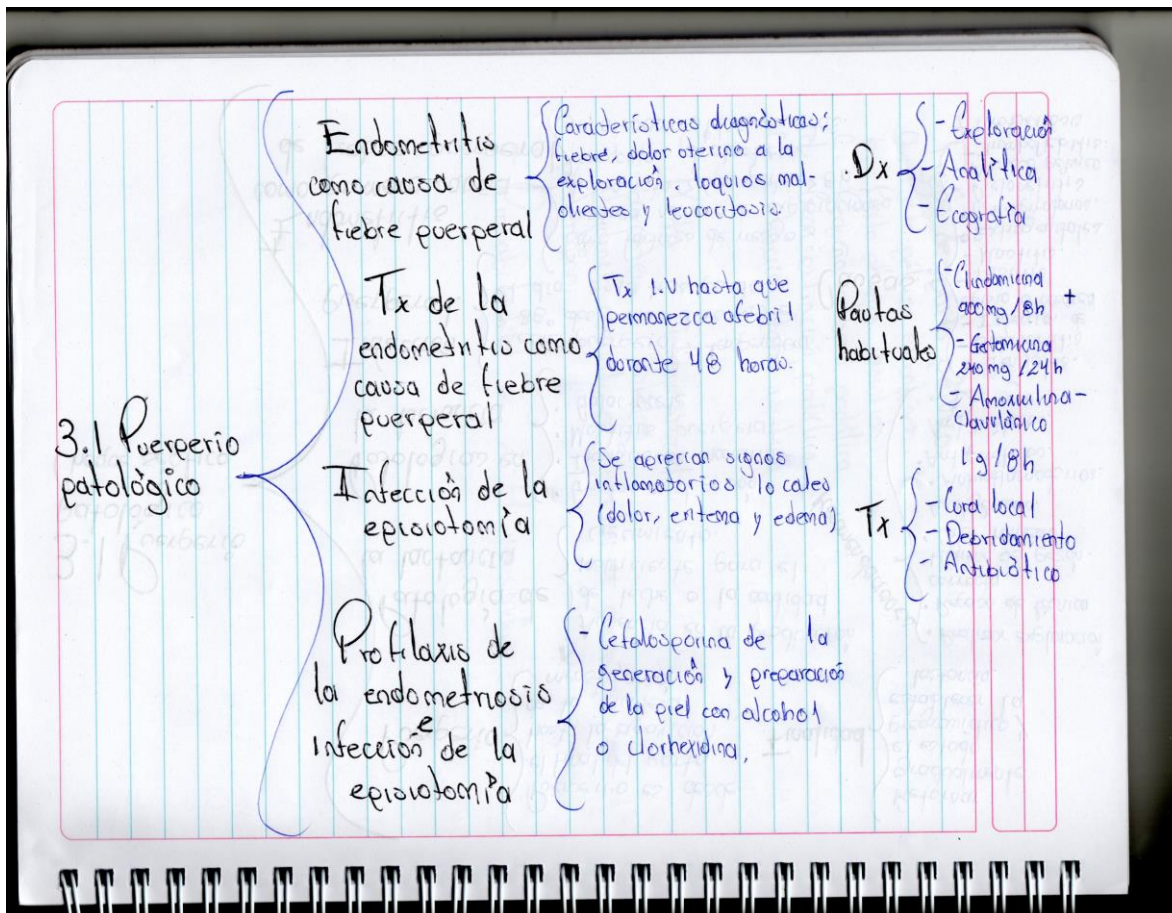 3.1 Puerperio
patológico
Endometritis
como causa de
fiebre puerperal
Características diagnósticas;
fiebre, dolor uterino a la
exploración, loquios mal-
olientes y leucocitosis.
Dx
- Exploración
- Analítica
- Ecografía
Tx de la
endometritis como
causa de fiebre
puerperal
Tx I.V hasta que
permanezca afebril
durante 48 horas.
Pautas
habituales
- Clindamicina
900mg/8h +
- Gentamicina
240mg/24h
- Amoxicilina-
Clavulánico
1g/8h
Infección de la
episiotomía
Se aprecian signos
inflamatorios locales
(dolor, eritema y edema)
Tx
- Cura local
- Debridamiento
- Antibiótico
Profilaxis de
la endometriosis
e
infección de la
episiotomía
- Cefalosporina de 1a
generación y preparación
de la piel con alcohol
o clorhexidina,